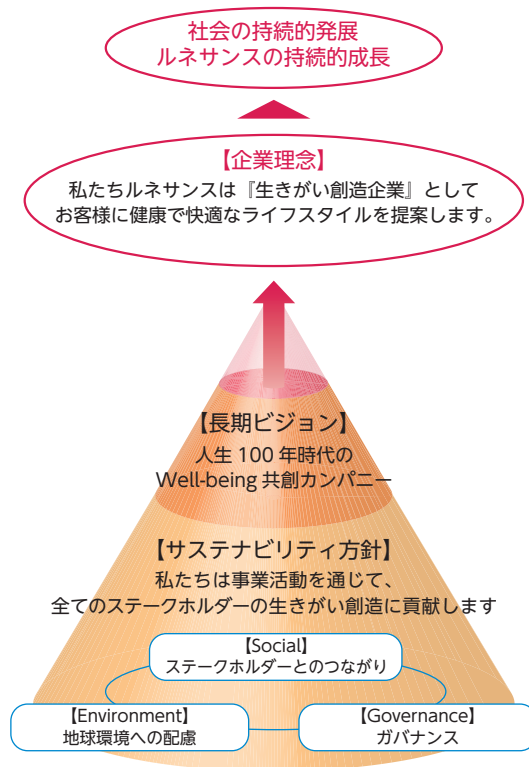 社会の持続的発展
ルネサンスの持続的成長
【企業理念】
私たちルネサンスは『生きがい創造企業』として
お客様に健康で快適なライフスタイルを提案します。
【長期ビジョン】
人生100年時代の
Well-being共創カンパニー
【サステナビリティ方針】
私たちは事業活動を通じて、
全てのステークホルダーの生きがい創造に貢献します
【Social】
ステークホルダーとのつながり
【Environment】
地球環境への配慮
【Governance】
ガバナンス